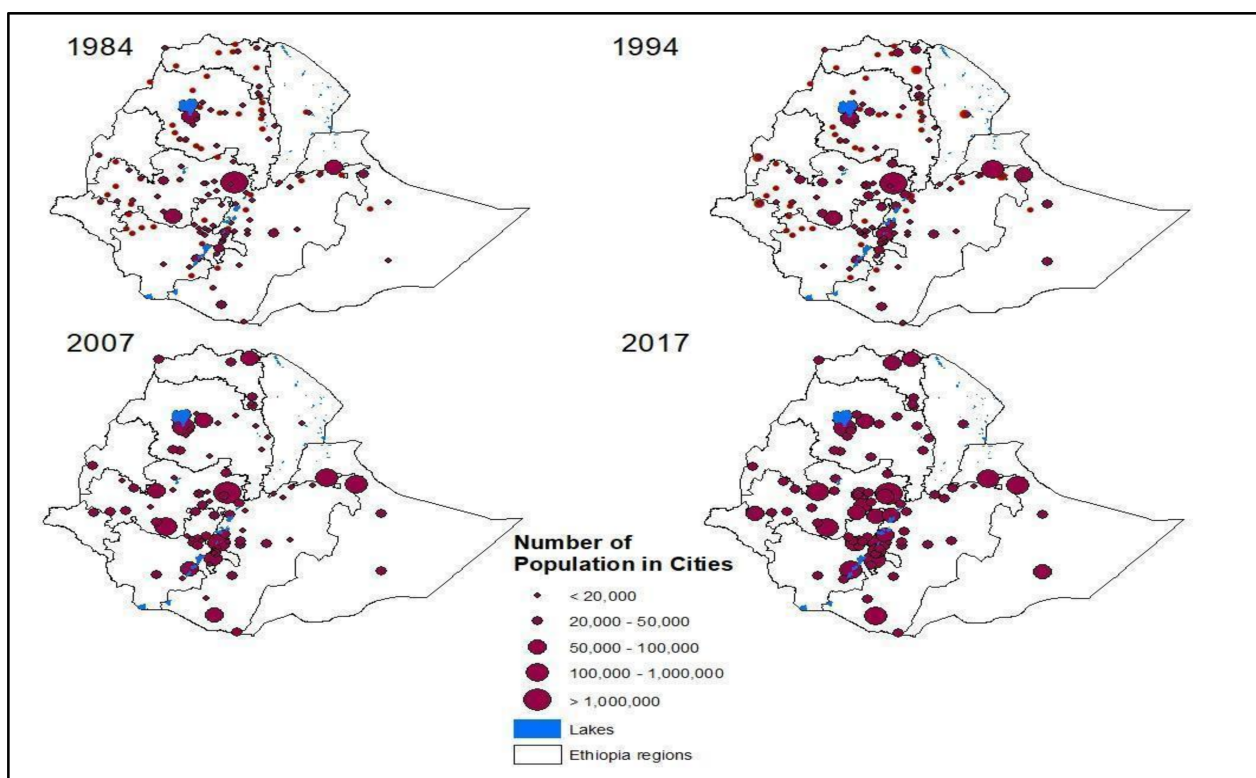 1984
1994
2007
2017
Number of
Population in Cities
< 20,000
20,000 - 50,000
50,000 - 100,000
100,000 - 1,000,000
> 1,000,000
Lakes
Ethiopia regions